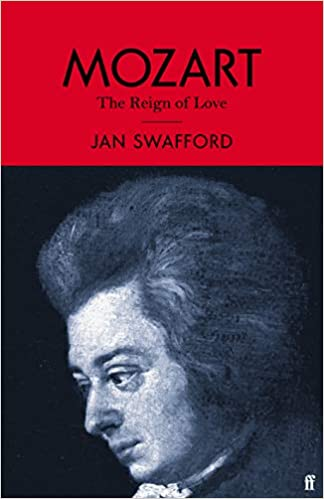 MOZART
The Reign of Love
JAN SWAFFORD
ff